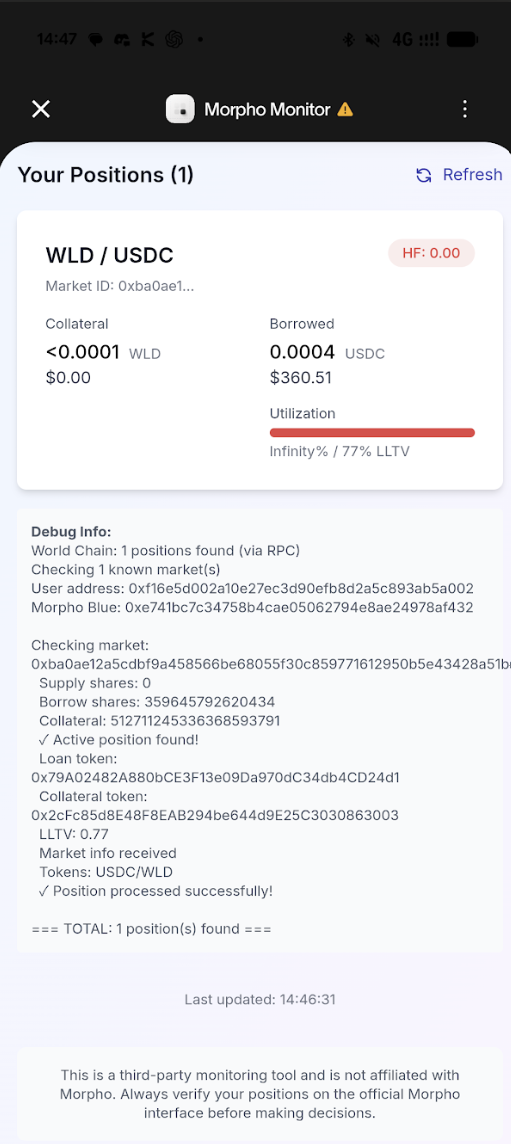 14:47
4G
Morpho Monitor
Your Positions (1)
Refresh
WLD / USDC
HF: 0.00
Market ID: 0xba0ae1...
Collateral
Borrowed
<0.0001 WLD
0.0004 USDC
$0.00
$360.51
Utilization
Infinity% / 77% LLTV
Debug Info:
World Chain: 1 positions found (via RPC)
Checking 1 known market(s)
User address: 0xf16e5d002a10e27ec3d90efb8d2a5c893ab5a002
Morpho Blue: 0xe741bc7c34758b4cae05062794e8ae24978af432
Checking market:
0xba0ae12a5cdbf9a458566be68055f30c859771612950b5e43428a51b
Supply shares: 0
Borrow shares: 359645792620434
Collateral: 512711245336368593791
✓ Active position found!
Loan token:
0x79A02482A880bCE3F13e09Da970dC34db4CD24d1
Collateral token:
0x2cFc85d8E48F8EAB294be644d9E25C3030863003
LLTV: 0.77
Market info received
Tokens: USDC/WLD
✓ Position processed successfully!
=== TOTAL: 1 position(s) found ===
Last updated: 14:46:31
This is a third-party monitoring tool and is not affiliated with
Morpho. Always verify your positions on the official Morpho
interface before making decisions.